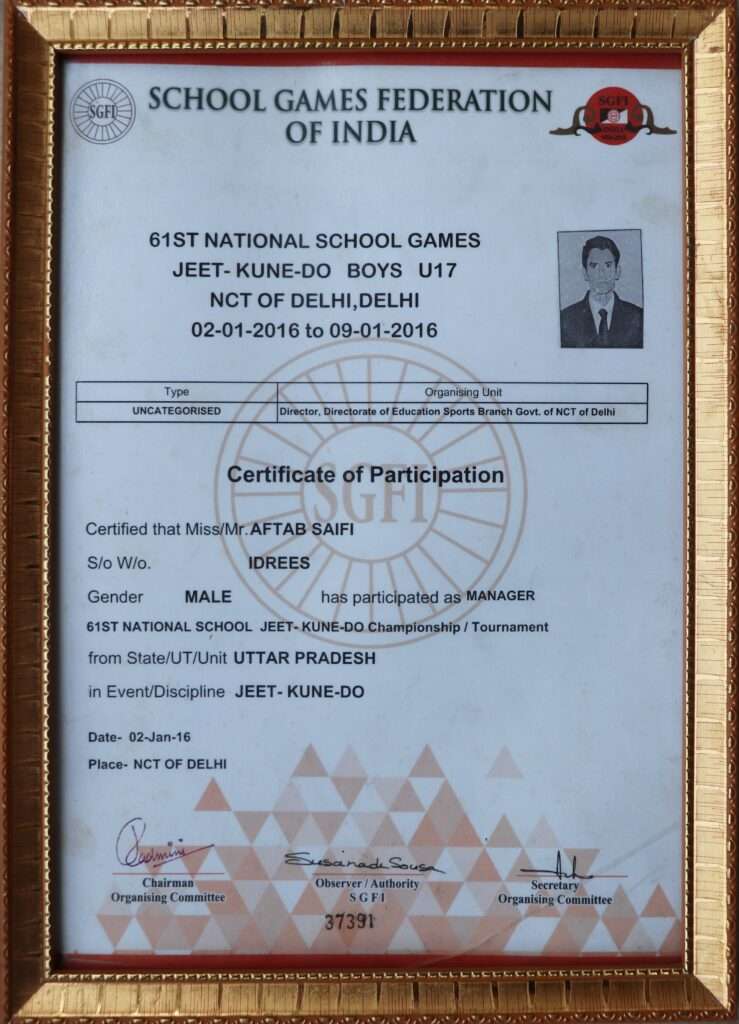 SGFI
SCHOOL GAMES FEDERATION
OF INDIA
SGFI
61ST NATIONAL SCHOOL GAMES
JEET- KUNE-DO BOYS U17
NCT OF DELHI,DELHI
02-01-2016 to 09-01-2016
Type Organising Unit
UNCATEGORISED Director, Directorate of Education Sports Branch Govt. of NCT of Delhi
Certificate of Participation
SGFI
Certified that Miss/Mr. AFTAB SAIFI
S/o W/o. IDREES
Gender MALE has participated as MANAGER
61ST NATIONAL SCHOOL JEET- KUNE-DO Championship / Tournament
from State/UT/Unit UTTAR PRADESH
in Event/Discipline JEET- KUNE-DO
Date- 02-Jan-16
Place- NCT OF DELHI
Chairman
Organising Committee
Observer / Authority
S G F I
Secretary
Organising Committee
37391